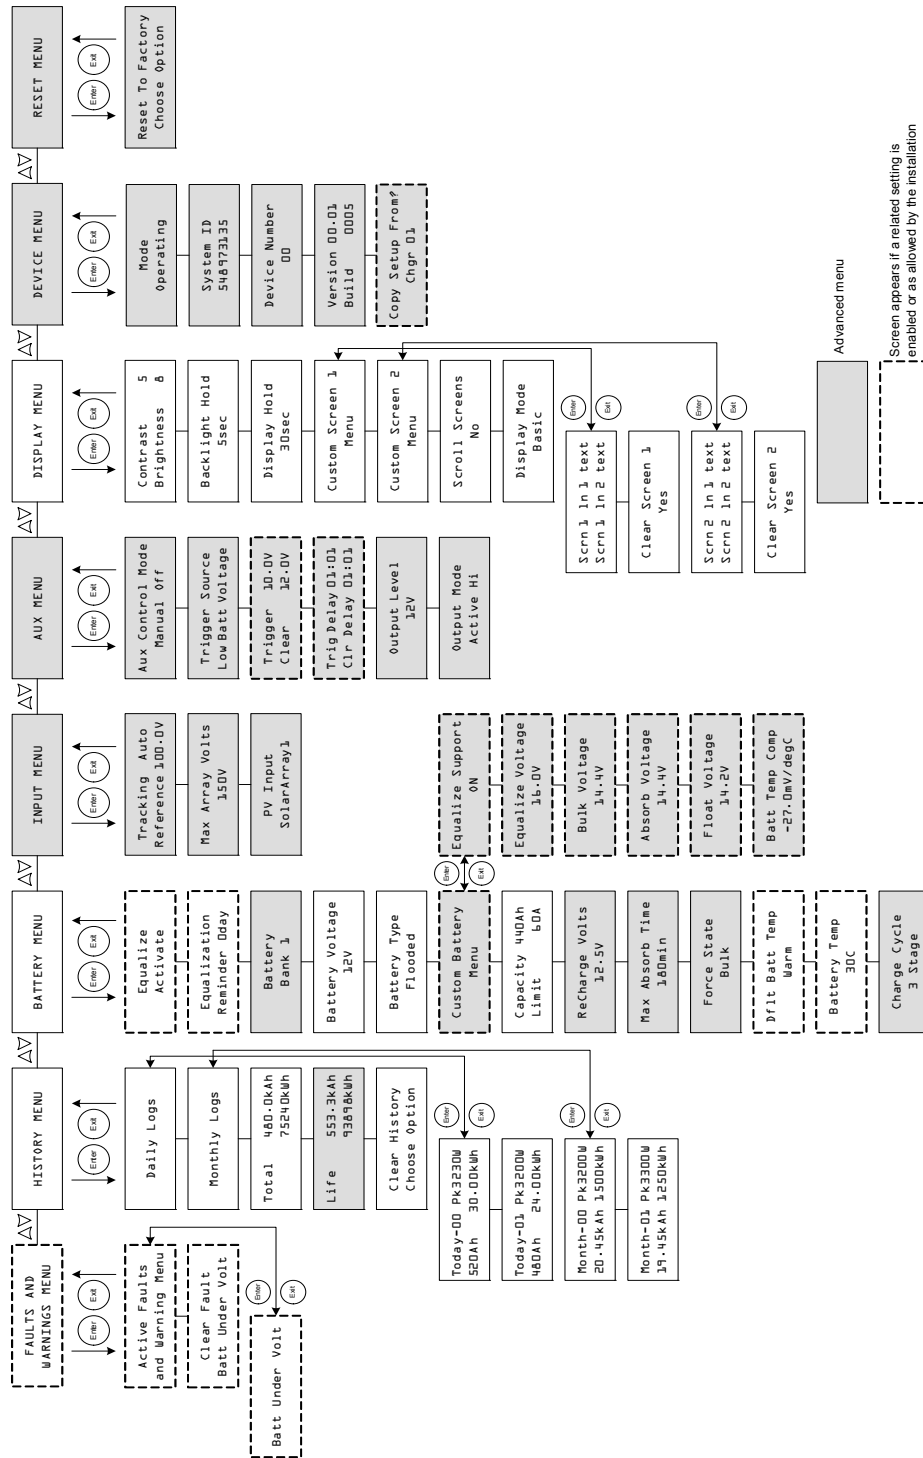 FAULTS AND
WARNINGS MENU
Enter
Exit
Active Faults
and Warning Menu
Clear Fault
Batt Under Volt
Enter
Exit
Batt Under Volt
HISTORY MENU
Enter
Exit
Daily Logs
Monthly Logs
Total 480.0kAh
75240kWh
Life 553.3kAh
93898kWh
Clear History
Choose Option
Enter
Exit
Today-00 Pk3230W
520Ah 30.00kWh
Today-01 Pk3200W
480Ah 24.00kWh
Enter
Exit
Month-00 Pk3200W
20.45kAh 1500kWh
Month-01 Pk3300W
19.45kAh 1250kWh
BATTERY MENU
Enter
Exit
Equalize
Activate
Equalization
Reminder 0day
Battery
Bank 1
Battery Voltage
12V
Battery Type
Flooded
Custom Battery
Menu
Enter
Exit
Capacity 440Ah
Limit 60A
ReCharge Volts
12.5V
Max Absorb Time
180min
Force State
Bulk
Dflt Batt Temp
Warm
Battery Temp
30C
Charge Cycle
3 Stage
Equalize Support
ON
Equalize Voltage
16.0V
Bulk Voltage
14.4V
Absorb Voltage
14.4V
Float Voltage
14.2V
Batt Temp Comp
-27.0mV/degC
INPUT MENU
Enter
Exit
Tracking Auto
Reference 100.0V
Max Array Volts
150V
PV Input
SolarArray1
AUX MENU
Enter
Exit
Aux Control Mode
Manual Off
Trigger Source
Low Batt Voltage
Trigger 10.0V
Clear 12.0V
Trig Delay 01:01
Clr Delay 01:01
Output Level
12V
Output Mode
Active Hi
DISPLAY MENU
Enter
Exit
Contrast 5
Brightness 8
Backlight Hold
5sec
Display Hold
30sec
Custom Screen 1
Menu
Custom Screen 2
Menu
Scroll Screens
No
Display Mode
Basic
Enter
Exit
Scrn 1 ln 1 text
Scrn 1 ln 2 text
Clear Screen 1
Yes
Enter
Exit
Scrn 2 ln 1 text
Scrn 2 ln 2 text
Clear Screen 2
Yes
DEVICE MENU
Enter
Exit
Mode
Operating
System ID
548973135
Device Number
00
Version 00.01
Build 0005
Copy Setup From?
Chgr 01
RESET MENU
Enter
Exit
Reset To Factory
Choose Option
Advanced menu
Screen appears if a related setting is
enabled or as allowed by the installation